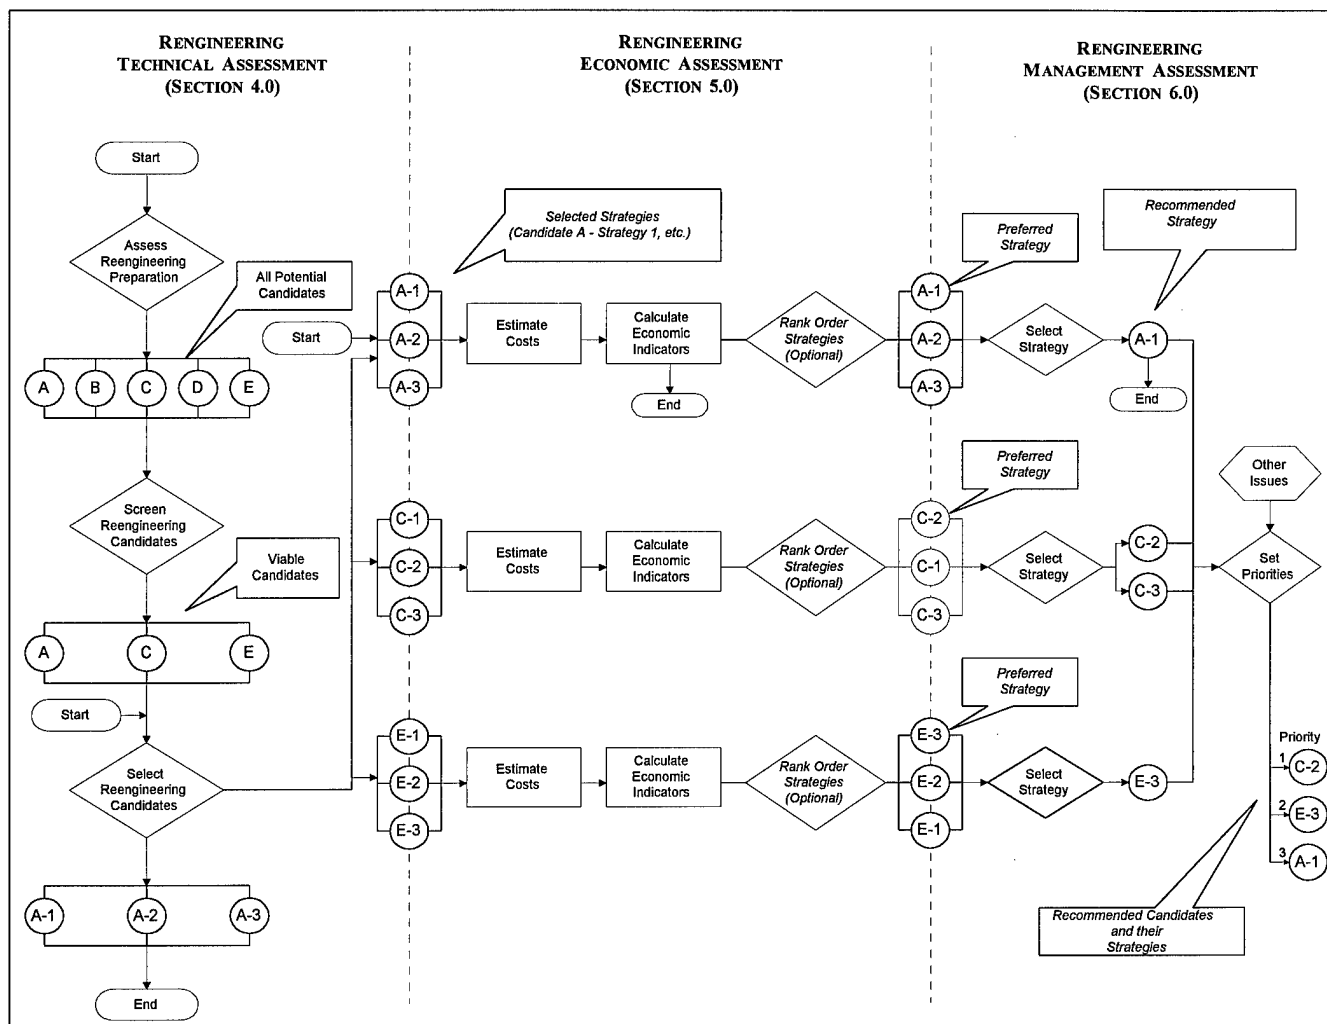 RENGINEERING
TECHNICAL ASSESSMENT
(SECTION 4.0)
RENGINEERING
ECONOMIC ASSESSMENT
(SECTION 5.0)
RENGINEERING
MANAGEMENT ASSESSMENT
(SECTION 6.0)
Start
Assess
Reengineering
Preparation
All Potential
Candidates
A
B
C
D
E
Screen
Reengineering
Candidates
Viable
Candidates
A
C
E
Start
Select
Reengineering
Candidates
A-1
A-2
A-3
End
Start
Selected Strategies
(Candidate A - Strategy 1, etc.)
A-1
A-2
A-3
Estimate
Costs
Calculate
Economic
Indicators
End
Rank Order
Strategies
(Optional)
Preferred
Strategy
A-1
A-2
A-3
Select
Strategy
Recommended
Strategy
A-1
End
C-1
C-2
C-3
Estimate
Costs
Calculate
Economic
Indicators
Rank Order
Strategies
(Optional)
Preferred
Strategy
C-2
C-1
C-3
Select
Strategy
C-2
C-3
Other
Issues
Set
Priorities
E-1
E-2
E-3
Estimate
Costs
Calculate
Economic
Indicators
Rank Order
Strategies
(Optional)
Preferred
Strategy
E-3
E-2
E-1
Select
Strategy
E-3
Priority
1
C-2
2
E-3
3
A-1
Recommended Candidates
and their
Strategies